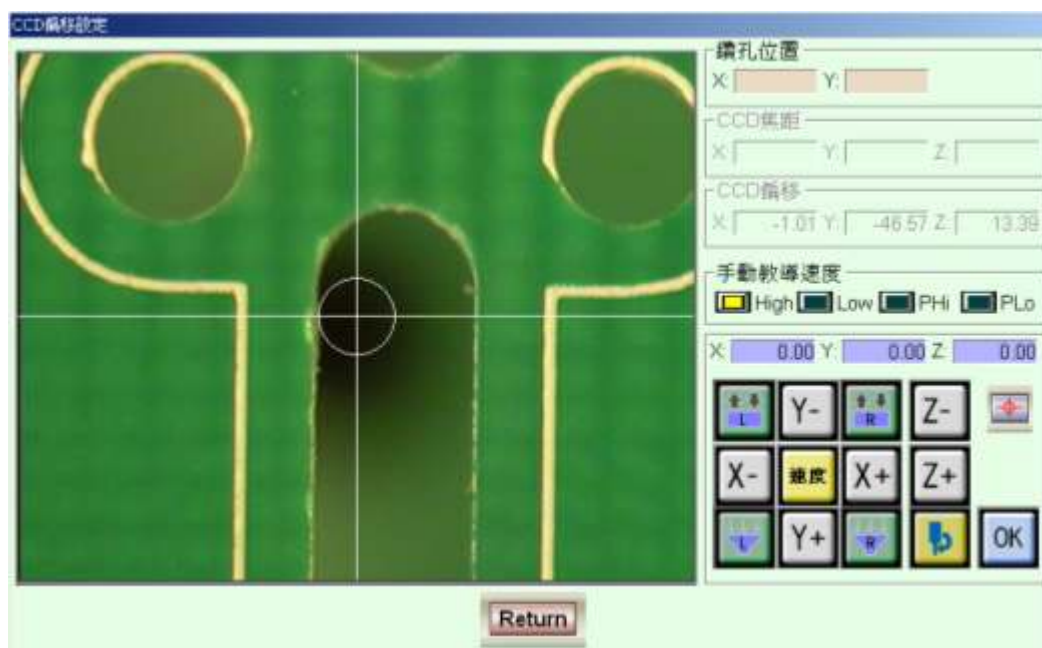 CCD偏移設定
鑽孔位置
X: Y:
CCD焦距
X: Y: Z:
CCD偏移
X: -1.01 Y: -46.57 Z: 13.39
手動教導速度
High Low PHi PLo
X: 0.00 Y: 0.00 Z: 0.00
L Y- R Z-
X- 速度 X+ Z+
L Y+ R OK
Return